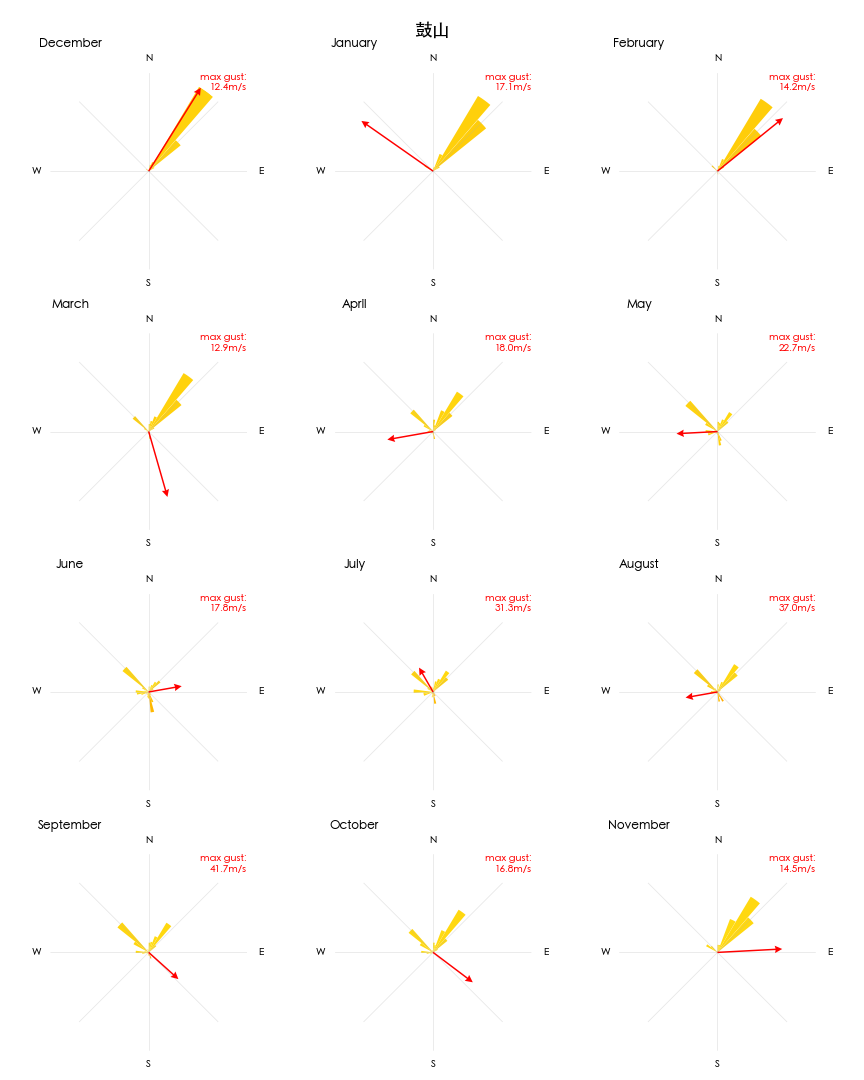 鼓山
December
January
February
N
N
N
max gust:
12.4m/s
max gust:
17.1m/s
max gust:
14.2m/s
W
E
W
E
W
E
S
S
S
March
April
May
N
N
N
max gust:
12.9m/s
max gust:
18.0m/s
max gust:
22.7m/s
W
E
W
E
W
E
S
S
S
June
July
August
N
N
N
max gust:
17.8m/s
max gust:
31.3m/s
max gust:
37.0m/s
W
E
W
E
W
E
S
S
S
September
October
November
N
N
N
max gust:
41.7m/s
max gust:
16.8m/s
max gust:
14.5m/s
W
E
W
E
W
E
S
S
S